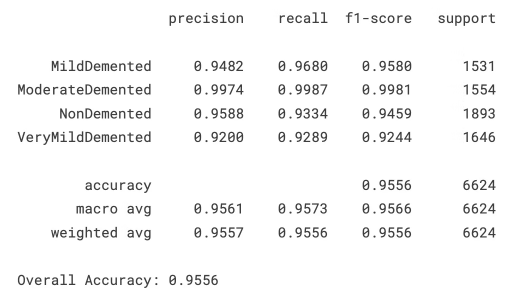 precision recall f1-score support
MildDemented 0.9482 0.9680 0.9580 1531
ModerateDemented 0.9974 0.9987 0.9981 1554
NonDemented 0.9588 0.9334 0.9459 1893
VeryMildDemented 0.9200 0.9289 0.9244 1646
accuracy 0.9556 6624
macro avg 0.9561 0.9573 0.9566 6624
weighted avg 0.9557 0.9556 0.9556 6624
Overall Accuracy: 0.9556